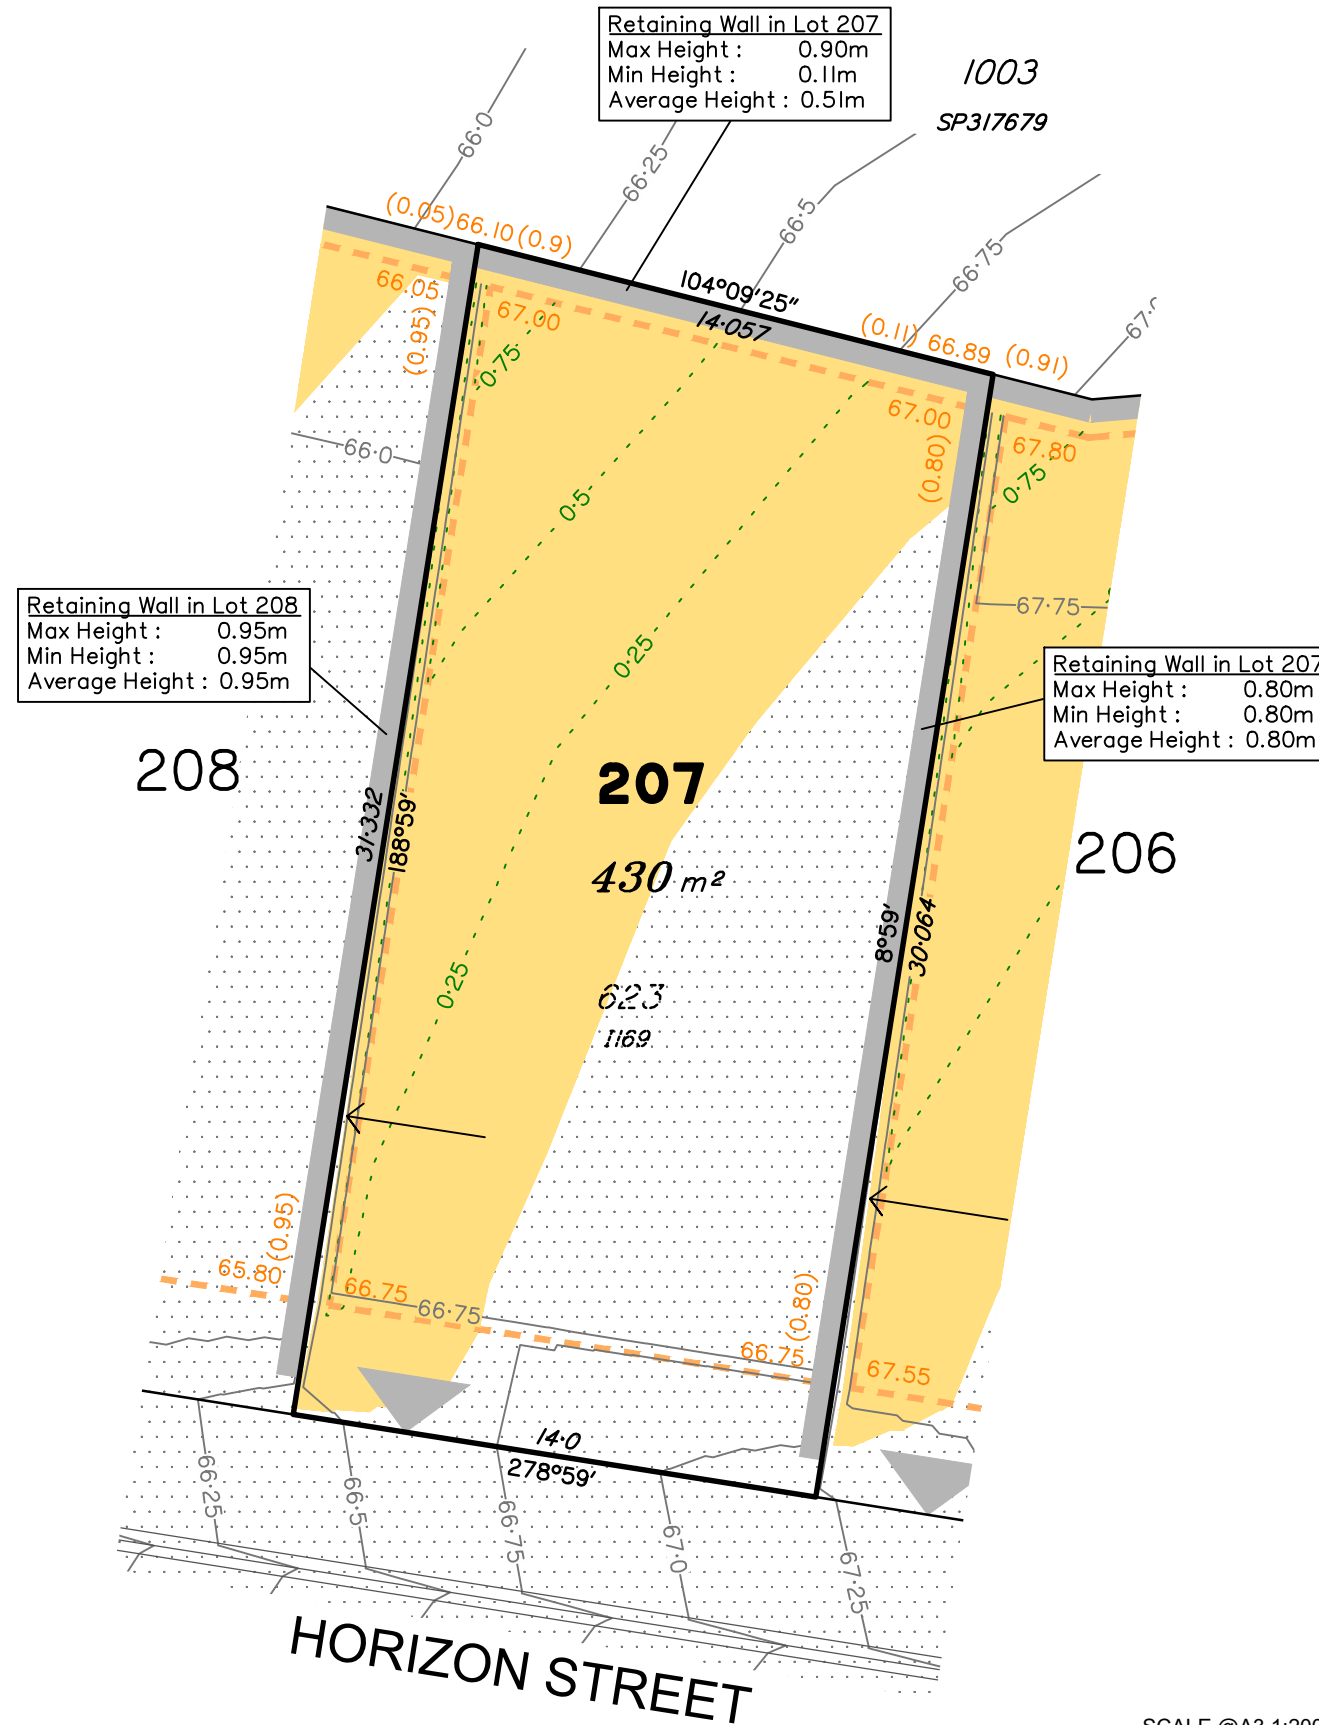 Retaining Wall in Lot 207
Max Height : 0.90m
Min Height : 0.11m
Average Height : 0.51m
1003
SP317679
66·0
66·25
66·5
66·75
(0.05) 66.10 (0.9)
104°09'25"
14·057
(0.11) 66.89 (0.91)
66.05
(0.95)
67.00
0·75
67.00
(0.80)
67.80
0·75
66·0
0·5
0·25
67·75
Retaining Wall in Lot 208
Max Height : 0.95m
Min Height : 0.95m
Average Height : 0.95m
Retaining Wall in Lot 207
Max Height : 0.80m
Min Height : 0.80m
Average Height : 0.80m
208
207
206
31·332
188°59'
430 m²
8°59'
30·064
0·25
623
1169
(0.95)
65.80
66.75
66·75
(0.80)
66.75
67.55
14·0
278°59'
66·25
66·5
66·75
67·0
67·25
HORIZON STREET